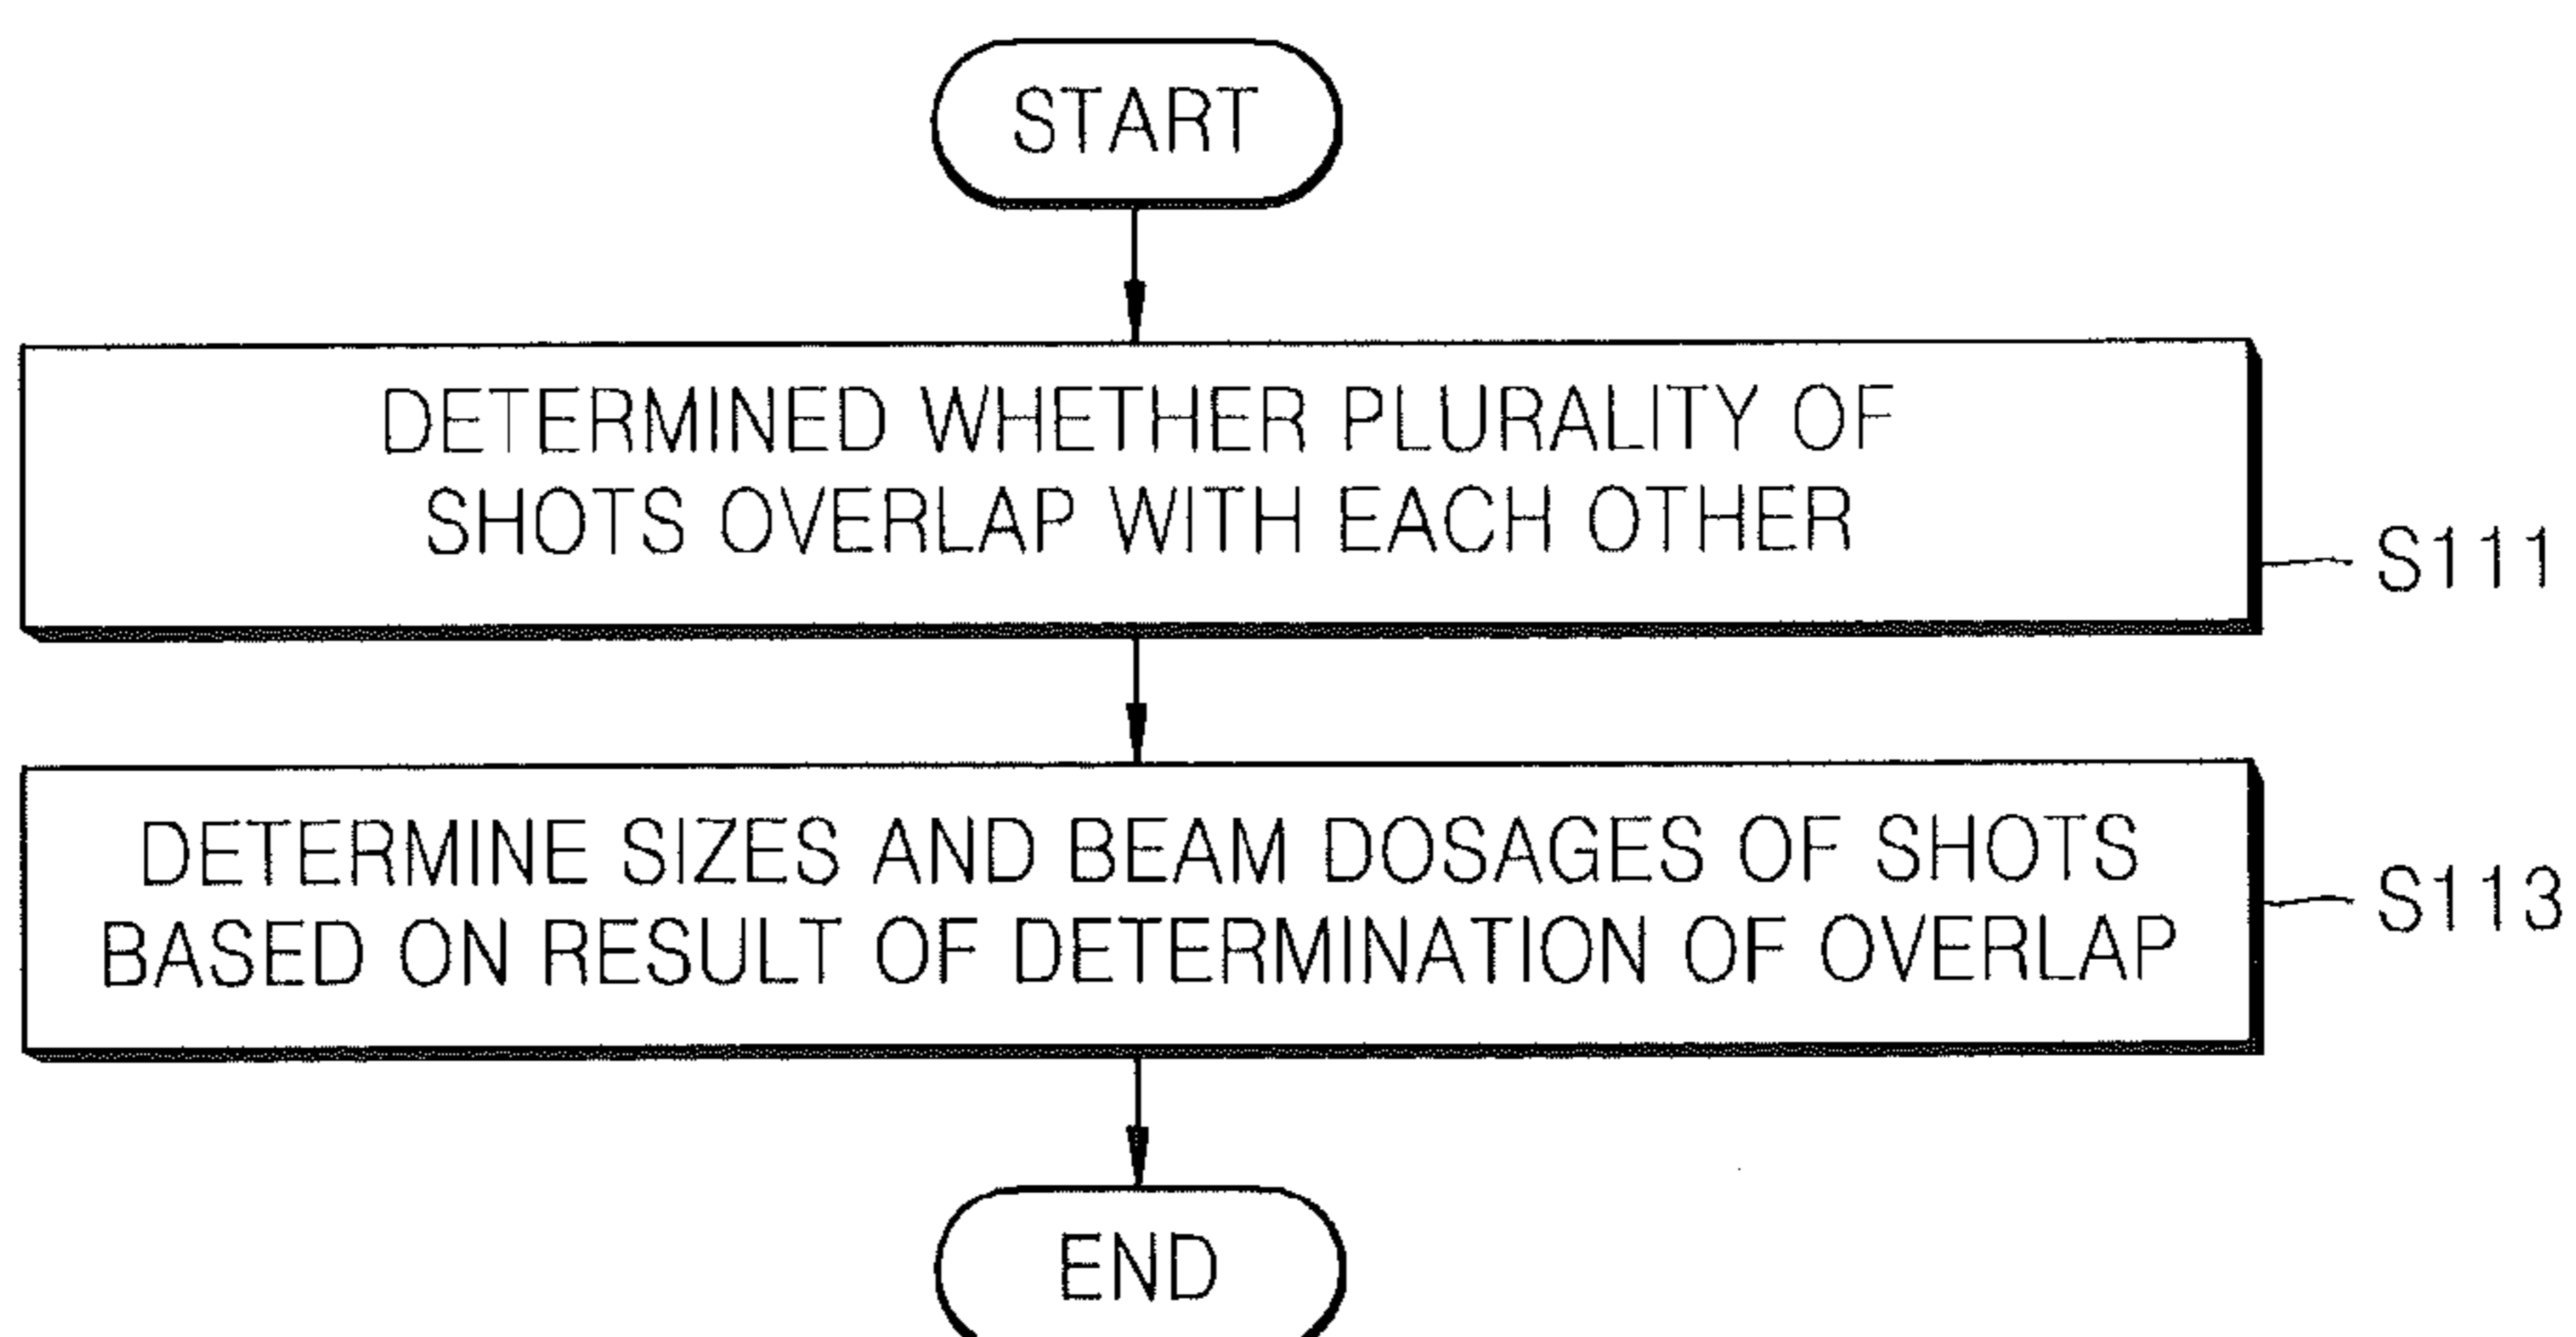 START
DETERMINED WHETHER PLURALITY OF
SHOTS OVERLAP WITH EACH OTHER
S111
DETERMINE SIZES AND BEAM DOSAGES OF SHOTS
BASED ON RESULT OF DETERMINATION OF OVERLAP
S113
END